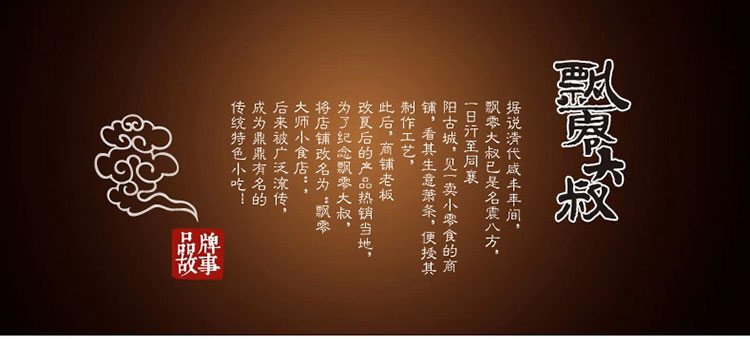 飘零大叔
据说清代咸丰年间，
飘零大叔已是名震八方，
一日沂至同襄
阳古城，见一卖小零食的商
铺，看其生意萧条，便授其
制作工艺，
此后，商铺老板
改夏后的产品热销当地，
为了纪念飘零大叔，
将店铺改名为“飘零
大师小食店”，
后来被广泛流传，
成为鼎鼎有名的
传统特色小吃！
品牌
故事